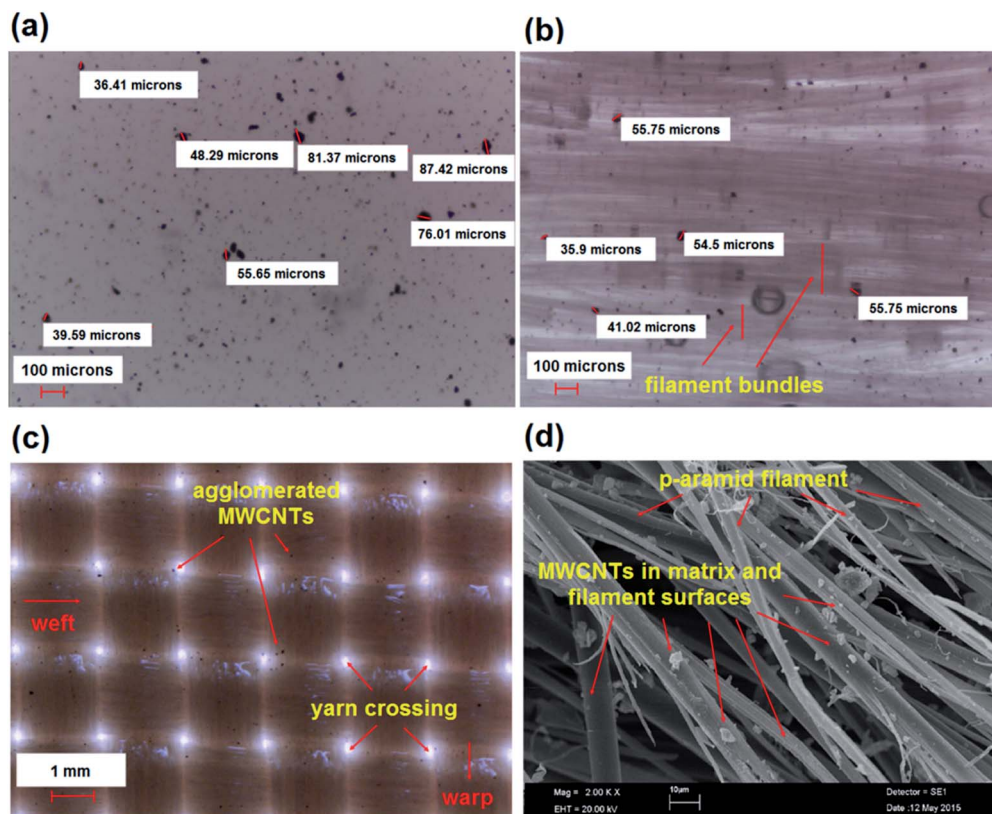 (a)
36.41 microns
48.29 microns
81.37 microns
87.42 microns
76.01 microns
55.65 microns
39.59 microns
100 microns
(b)
55.75 microns
35.9 microns
54.5 microns
55.75 microns
41.02 microns
100 microns
filament bundles
(c)
agglomerated
MWCNTs
weft
yarn crossing
1 mm
warp
(d)
p-aramid filament
MWCNTs in matrix and
filament surfaces
Mag = 2.00 K X
10µm
Detector = SE1
EHT = 20.00 kV
Date :12 May 2015